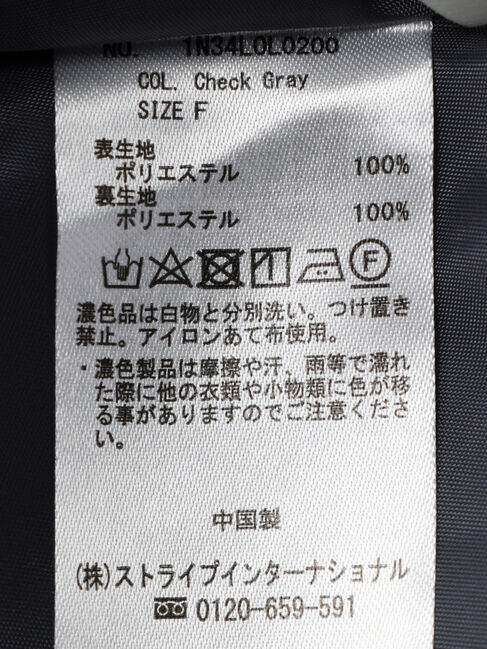 NO. 1N34L0L0200
COL. Check Gray
SIZE F
表生地
ポリエステル 100%
裏生地
ポリエステル 100%
F
濃色品は白物と分別洗い。つけ置き
禁止。アイロンあて布使用。
・濃色製品は摩擦や汗、雨等で濡れ
た際に他の衣類や小物類に色が移
る事がありますのでご注意くださ
い。
中国製
(株)ストライプインターナショナル
0120-659-591